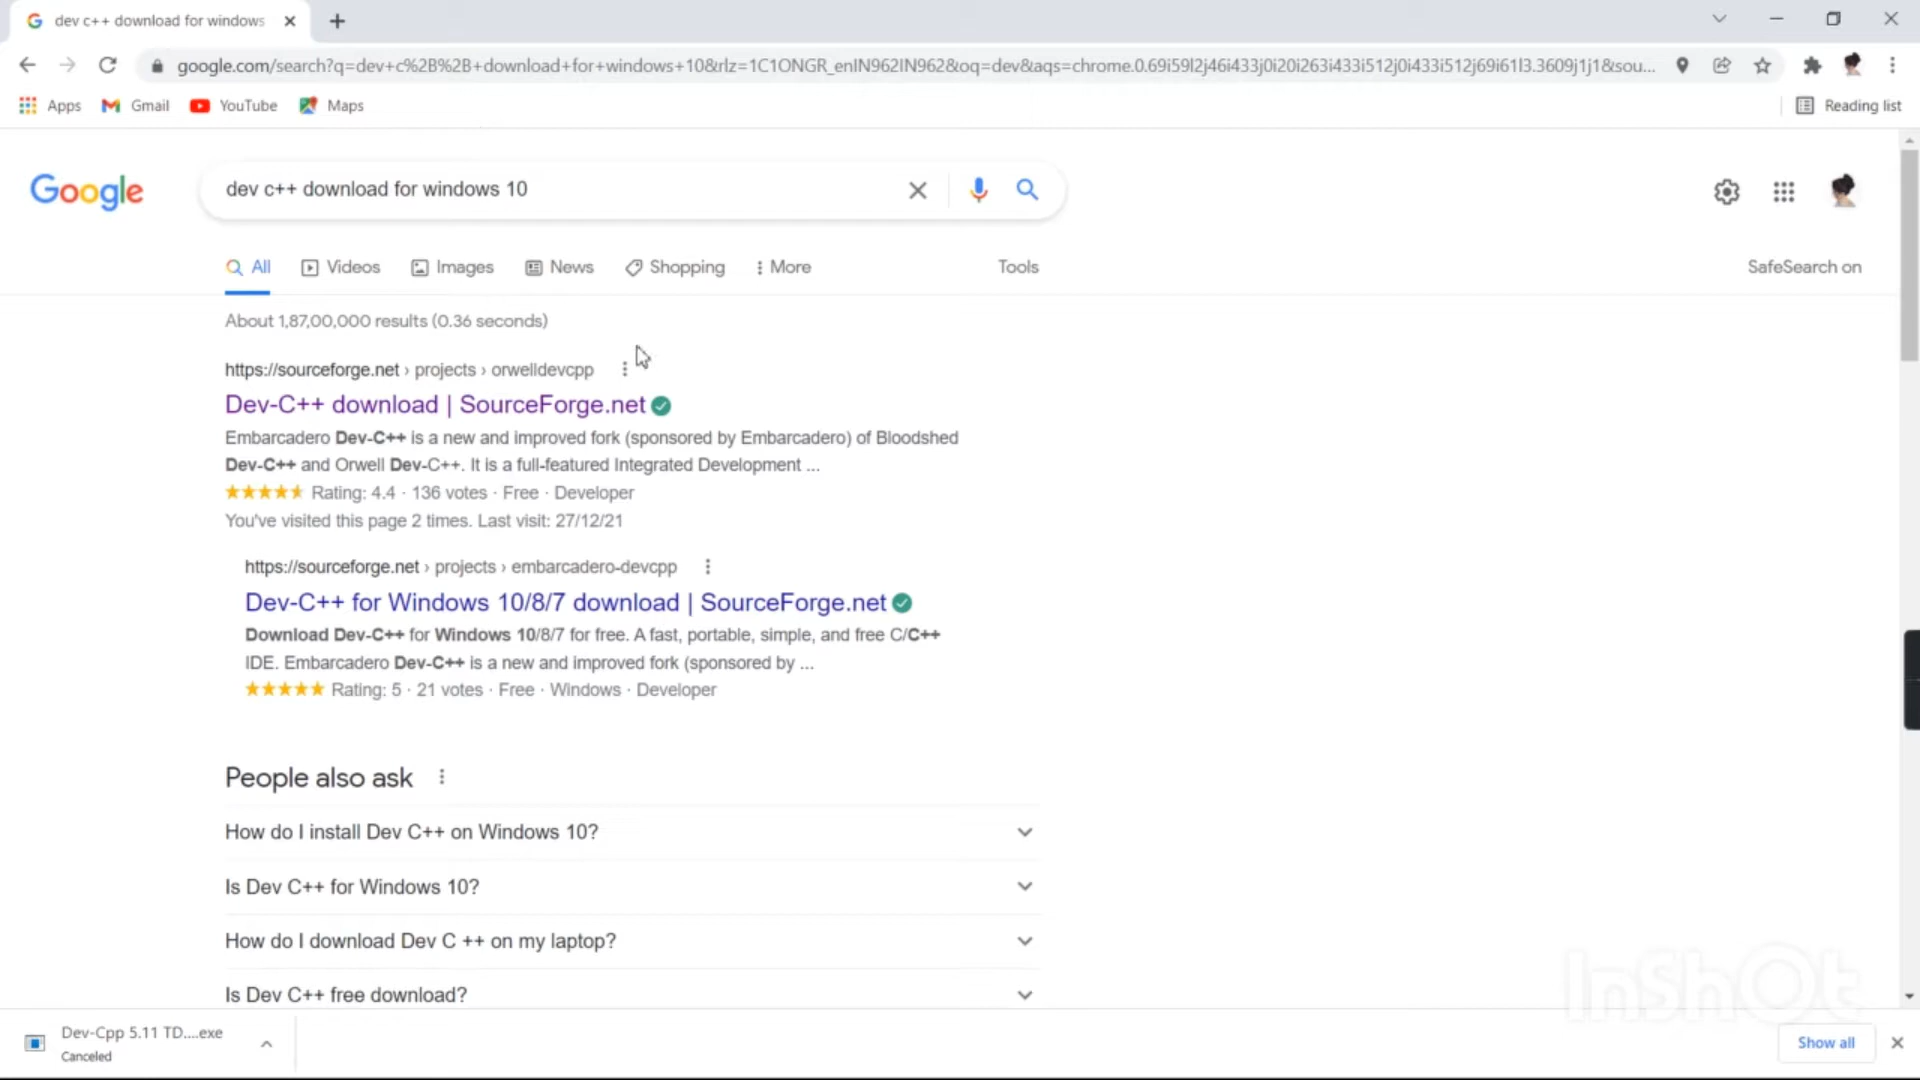 dev c++ download for windows
google.com/search?q=dev+c%2B%2B+download+for+windows+10&rlz=1C1ONGR_enIN962IN962&oq=dev&aqs=chrome.0.69i59l2j46i433j0i20i263i433i512j0i433i512j69i61l3.3609j1j1&sou...
Apps Gmail YouTube Maps Reading list
Google dev c++ download for windows 10
All Videos Images News Shopping More Tools SafeSearch on
About 1,87,00,000 results (0.36 seconds)
https://sourceforge.net › projects › orwelldevcpp
Dev-C++ download | SourceForge.net
Embarcadero Dev-C++ is a new and improved fork (sponsored by Embarcadero) of Bloodshed
Dev-C++ and Orwell Dev-C++. It is a full-featured Integrated Development ...
Rating: 4.4 · 136 votes · Free · Developer
You've visited this page 2 times. Last visit: 27/12/21
https://sourceforge.net › projects › embarcadero-devcpp
Dev-C++ for Windows 10/8/7 download | SourceForge.net
Download Dev-C++ for Windows 10/8/7 for free. A fast, portable, simple, and free C/C++
IDE. Embarcadero Dev-C++ is a new and improved fork (sponsored by ...
Rating: 5 · 21 votes · Free · Windows · Developer
People also ask
How do I install Dev C++ on Windows 10?
Is Dev C++ for Windows 10?
How do I download Dev C ++ on my laptop?
Is Dev C++ free download?
InShOt
Dev-Cpp 5.11 TD....exe
Canceled
Show all